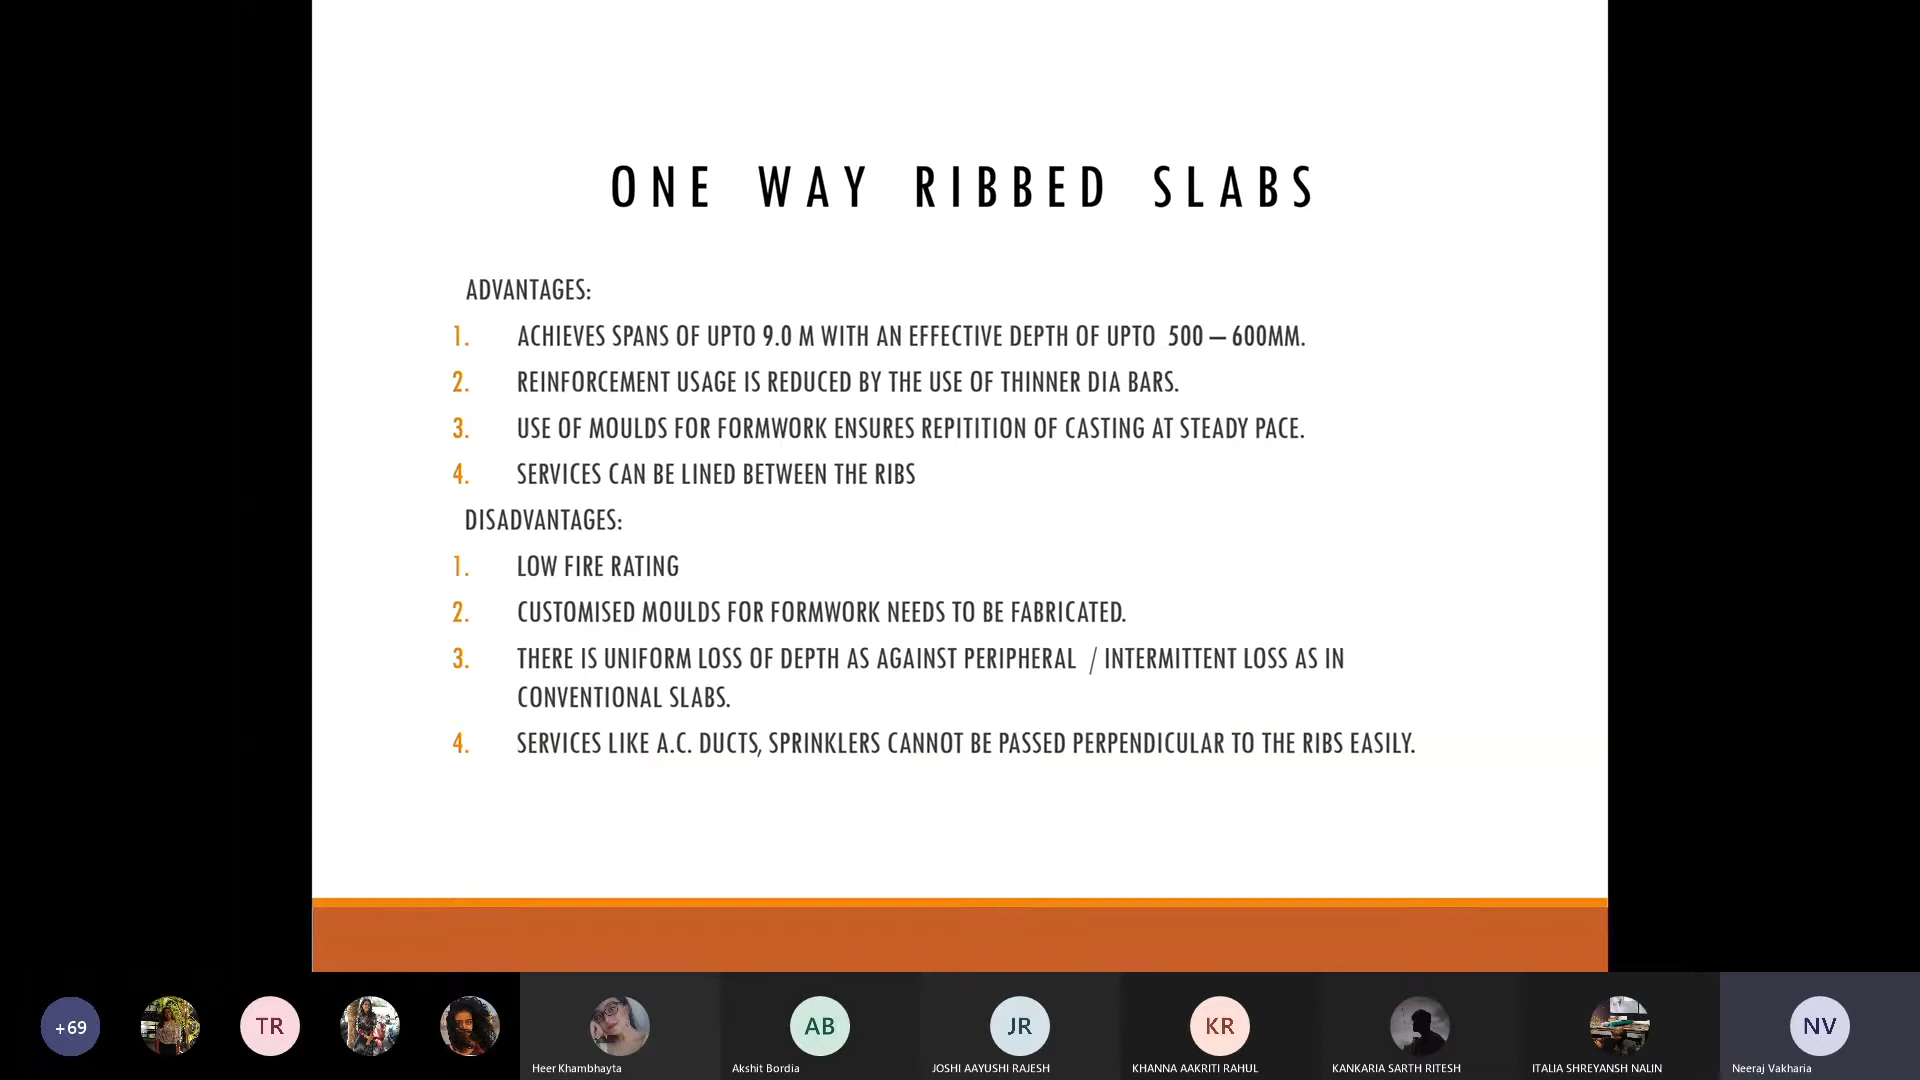 ONE WAY RIBBED SLABS
ADVANTAGES:
1. ACHIEVES SPANS OF UPTO 9.0 M WITH AN EFFECTIVE DEPTH OF UPTO 500 – 600MM.
2. REINFORCEMENT USAGE IS REDUCED BY THE USE OF THINNER DIA BARS.
3. USE OF MOULDS FOR FORMWORK ENSURES REPITITION OF CASTING AT STEADY PACE.
4. SERVICES CAN BE LINED BETWEEN THE RIBS
DISADVANTAGES:
1. LOW FIRE RATING
2. CUSTOMISED MOULDS FOR FORMWORK NEEDS TO BE FABRICATED.
3. THERE IS UNIFORM LOSS OF DEPTH AS AGAINST PERIPHERAL / INTERMITTENT LOSS AS IN
CONVENTIONAL SLABS.
4. SERVICES LIKE A.C. DUCTS, SPRINKLERS CANNOT BE PASSED PERPENDICULAR TO THE RIBS EASILY.
+69 TR AB JR KR NV
Heer Khambhayta Akshit Bordia JOSHI AAYUSHI RAJESH KHANNA AAKRITI RAHUL KANKARIA SARTH RITESH ITALIA SHREYANSH NALIN Neeraj Vakharia